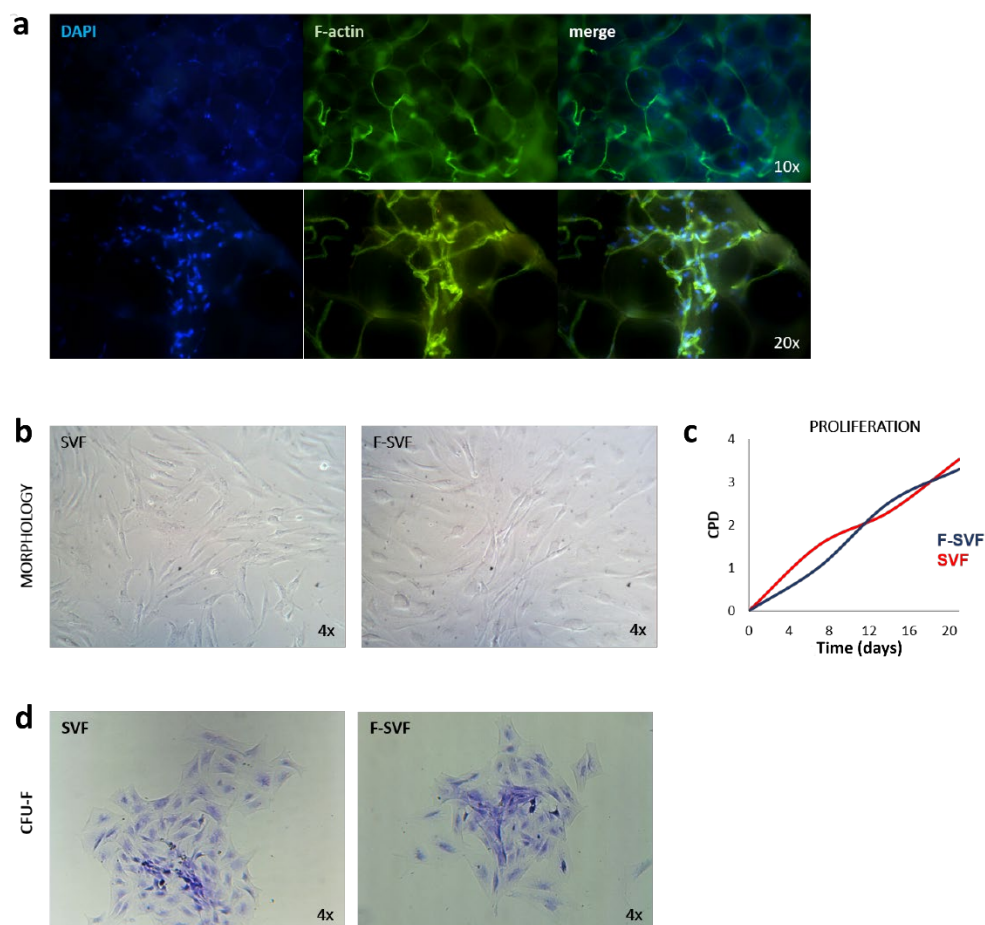 a
DAPI
F-actin
merge
10x
20x
b
MORPHOLOGY
SVF
4x
F-SVF
4x
c
PROLIFERATION
CPD
4
3
2
1
0
0 4 8 12 16 20
Time (days)
F-SVF
SVF
d
CFU-F
SVF
4x
F-SVF
4x